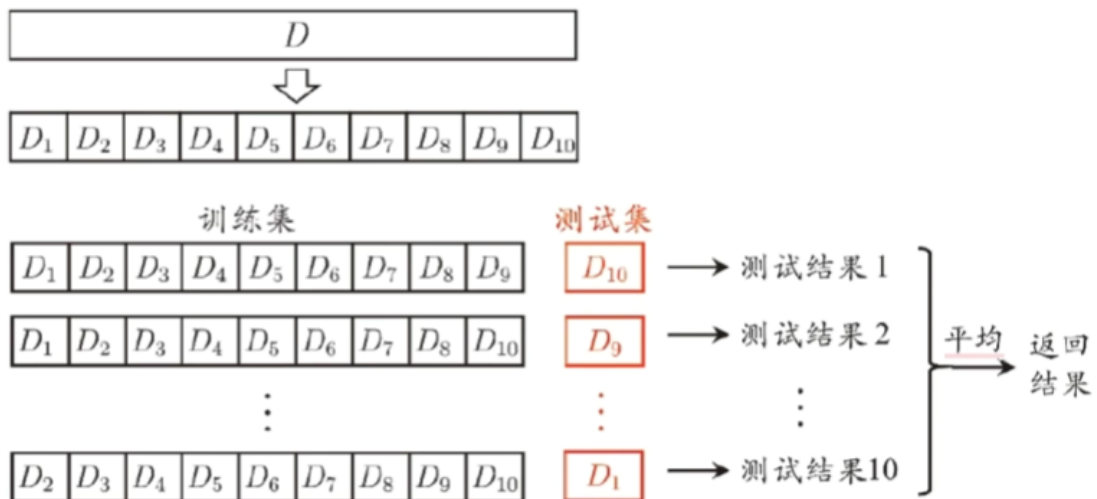 D
D₁ D₂ D₃ D₄ D₅ D₆ D₇ D₈ D₉ D₁₀
训练集 测试集
D₁ D₂ D₃ D₄ D₅ D₆ D₇ D₈ D₉ D₁₀ 测试结果 1
D₁ D₂ D₃ D₄ D₅ D₆ D₇ D₈ D₁₀ D₉ 测试结果 2
平均 返回
结果
⋮ ⋮ ⋮
D₂ D₃ D₄ D₅ D₆ D₇ D₈ D₉ D₁₀ D₁ 测试结果10